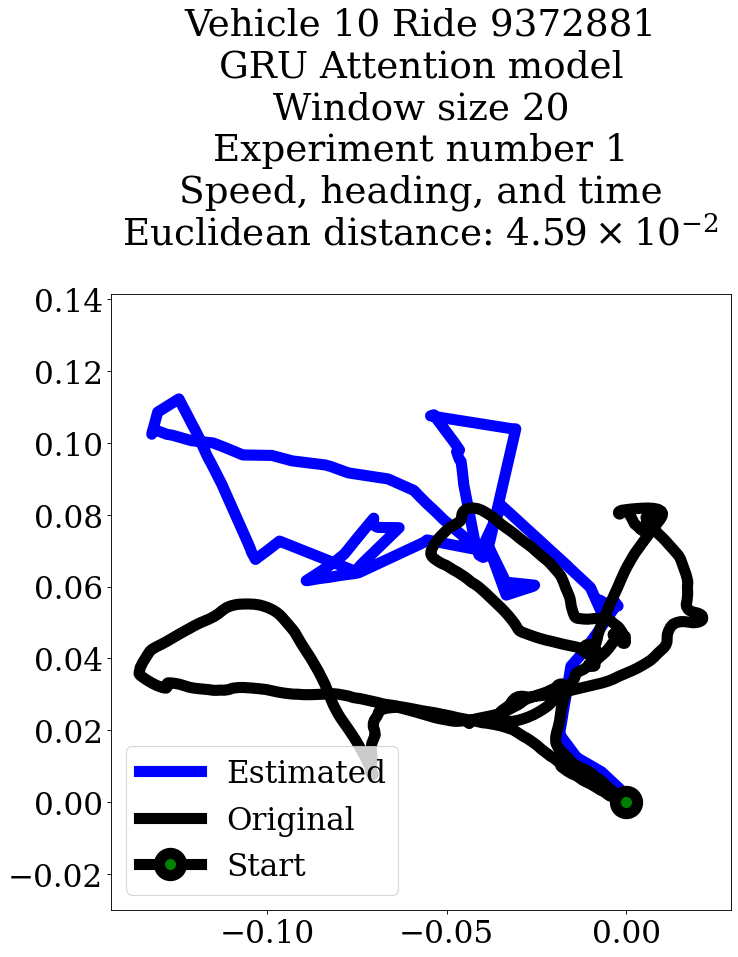 Vehicle 10 Ride 9372881
GRU Attention model
Window size 20
Experiment number 1
Speed, heading, and time
Euclidean distance: 4.59 × 10⁻²
0.14
0.12
0.10
0.08
0.06
0.04
0.02
0.00
−0.02
Estimated
Original
Start
−0.10 −0.05 0.00